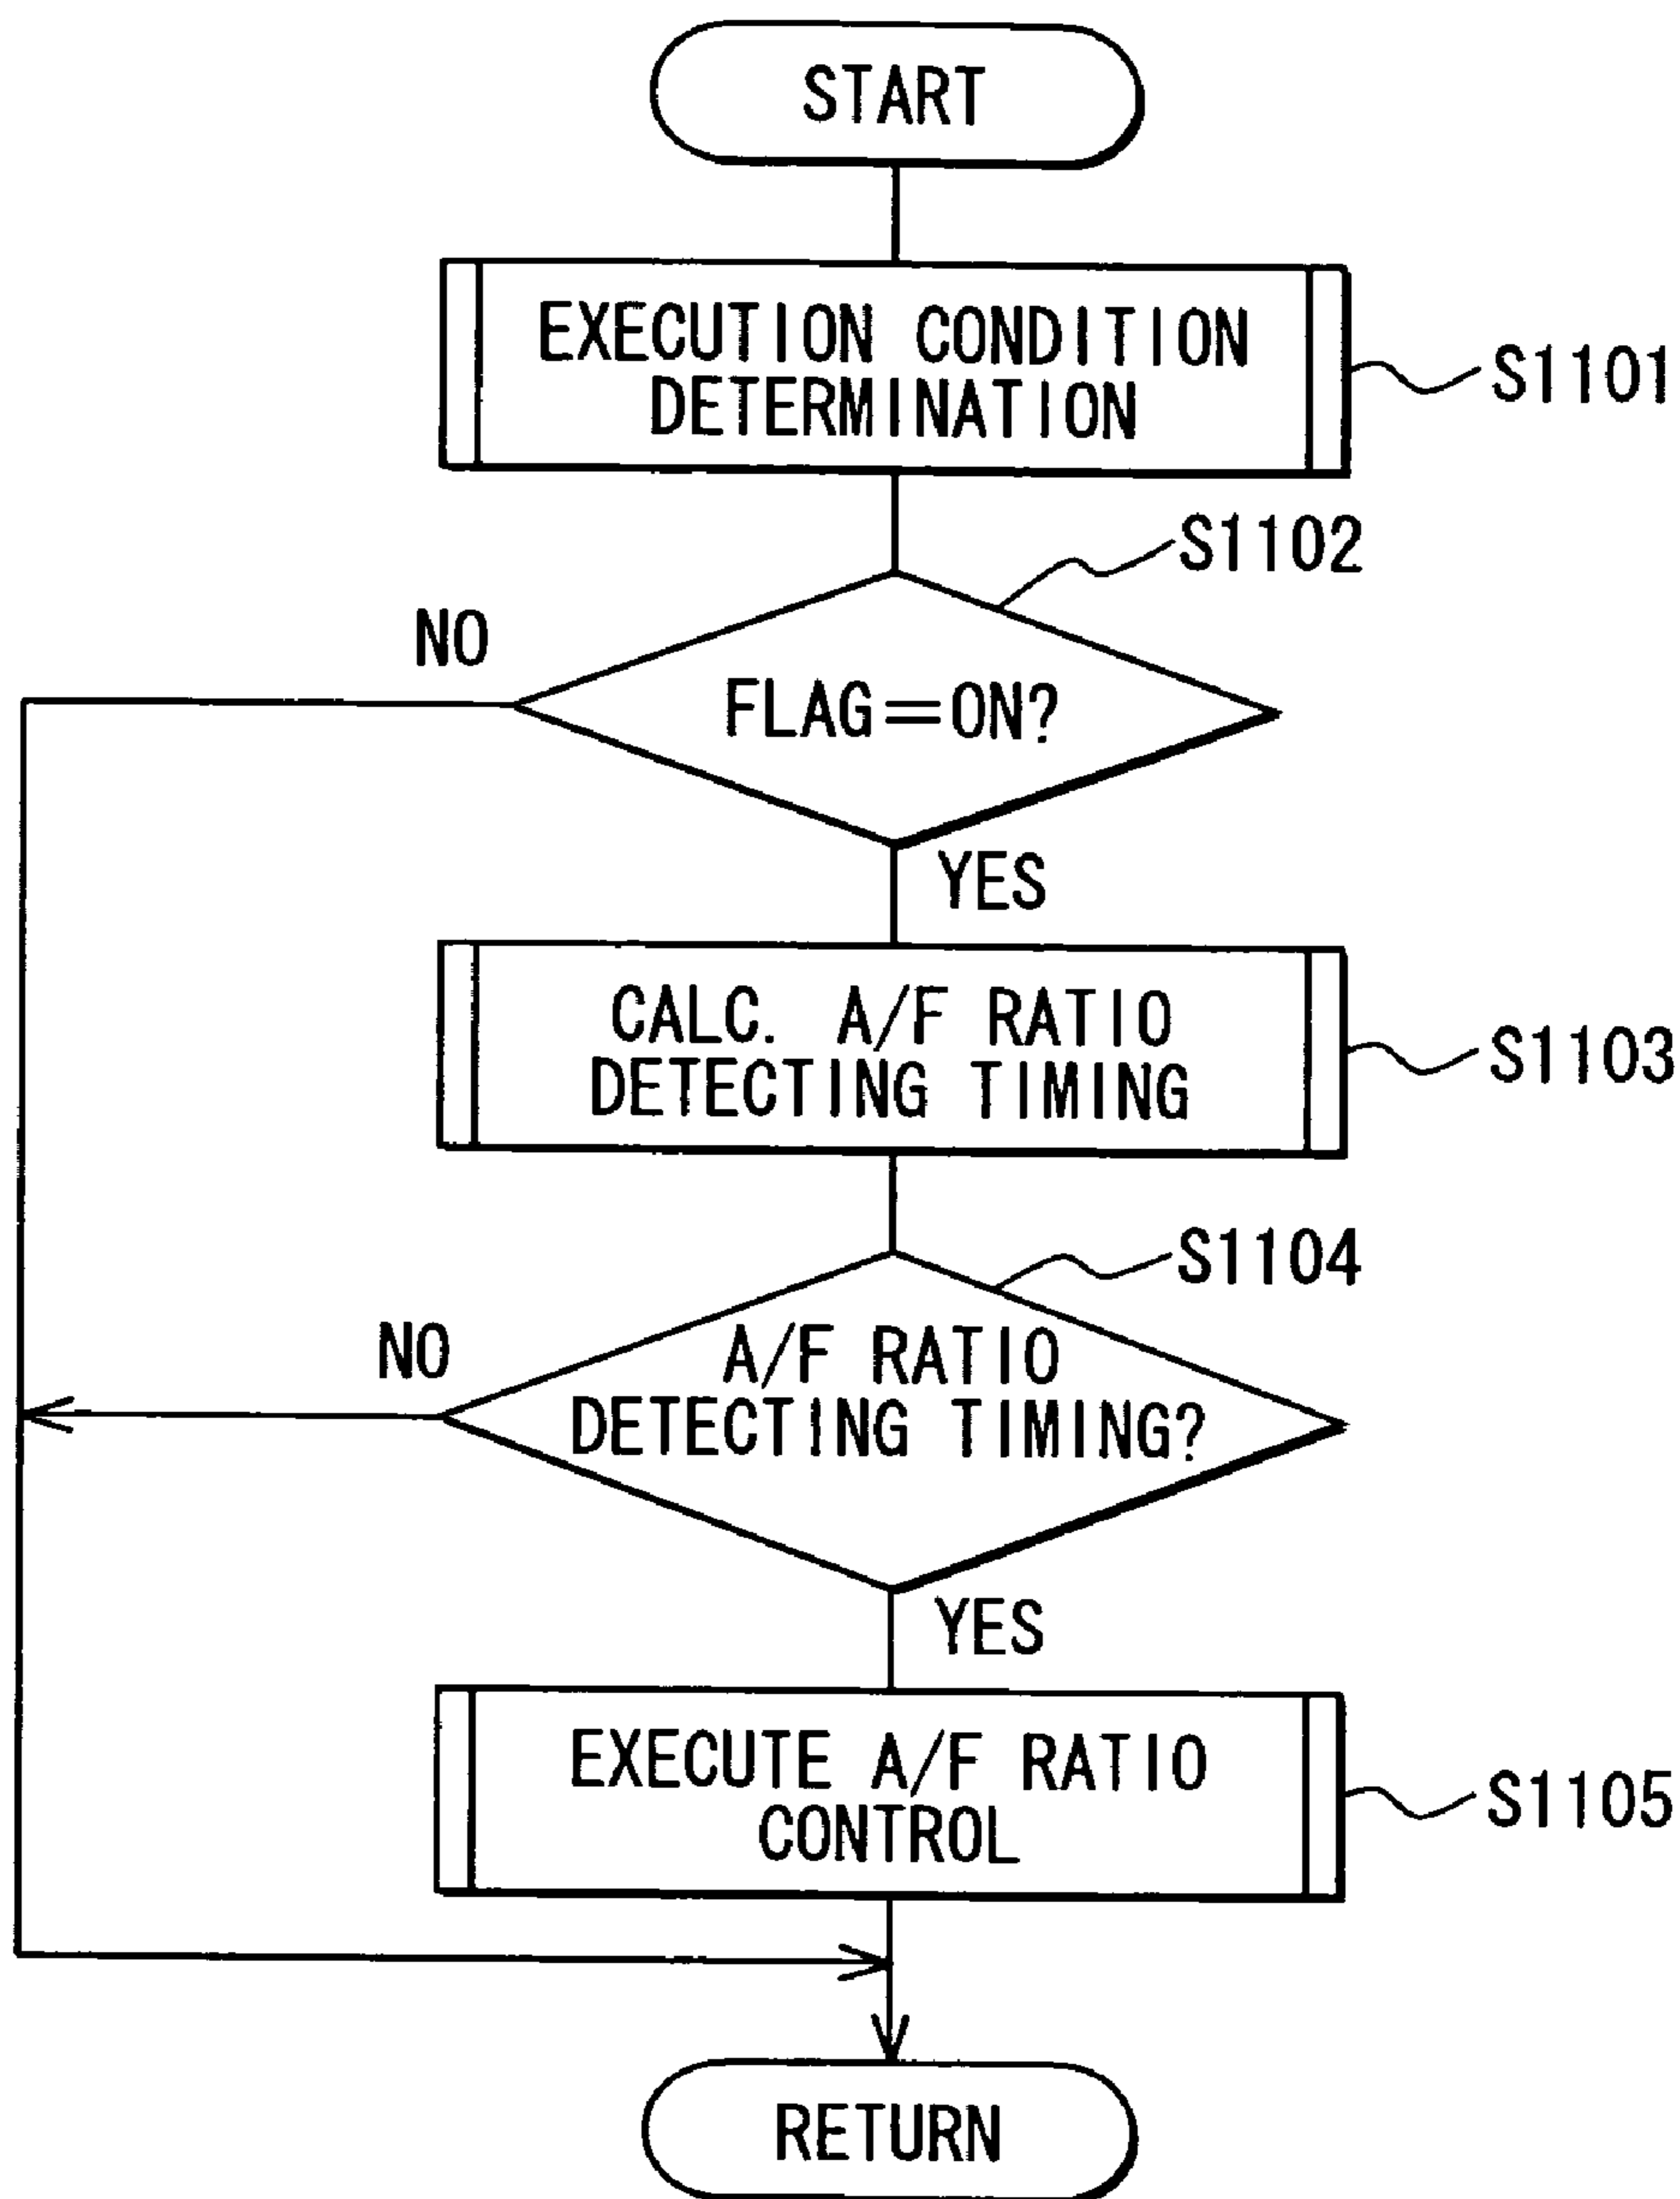 START
EXECUTION CONDITION
DETERMINATION
S1101
S1102
NO
FLAG=ON?
YES
CALC. A/F RATIO
DETECTING TIMING
S1103
S1104
NO
A/F RATIO
DETECTING TIMING?
YES
EXECUTE A/F RATIO
CONTROL
S1105
RETURN